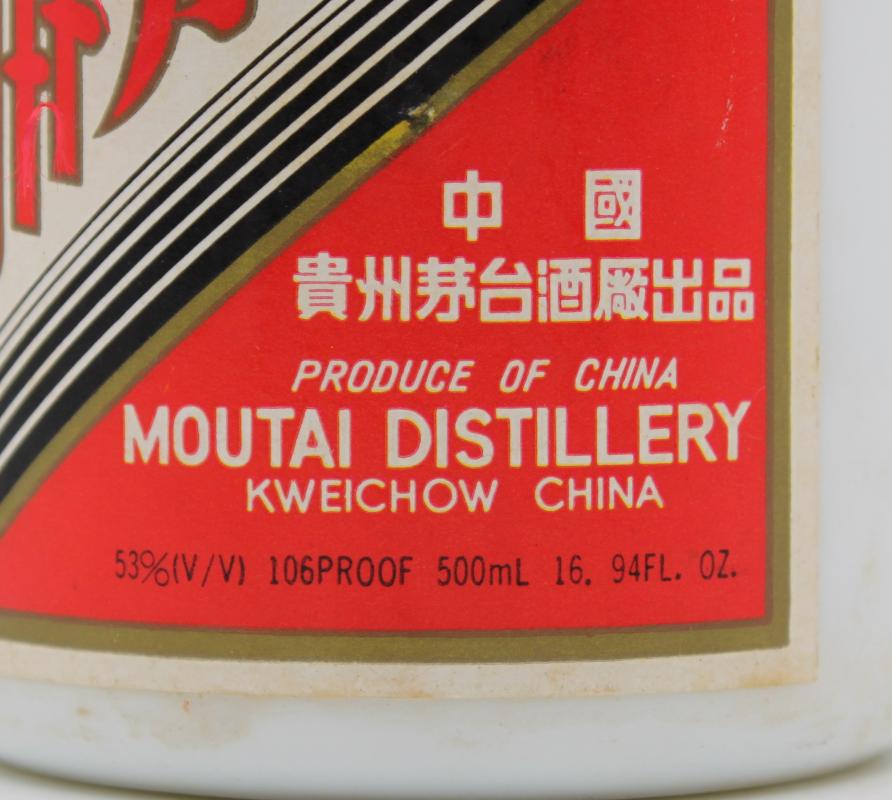 中 國
貴州茅台酒廠出品
PRODUCE OF CHINA
MOUTAI DISTILLERY
KWEICHOW CHINA
53%(V/V) 106PROOF 500mL 16. 94FL. OZ.